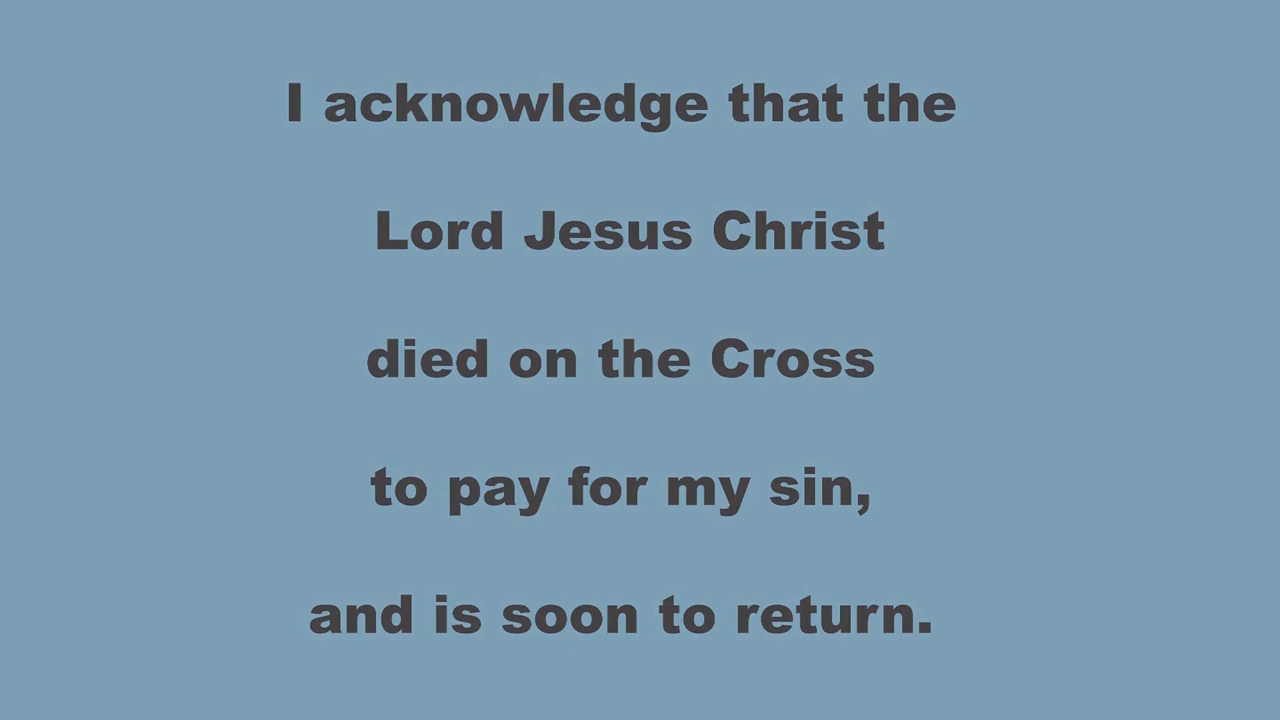 I acknowledge that the
Lord Jesus Christ
died on the Cross
to pay for my sin,
and is soon to return.